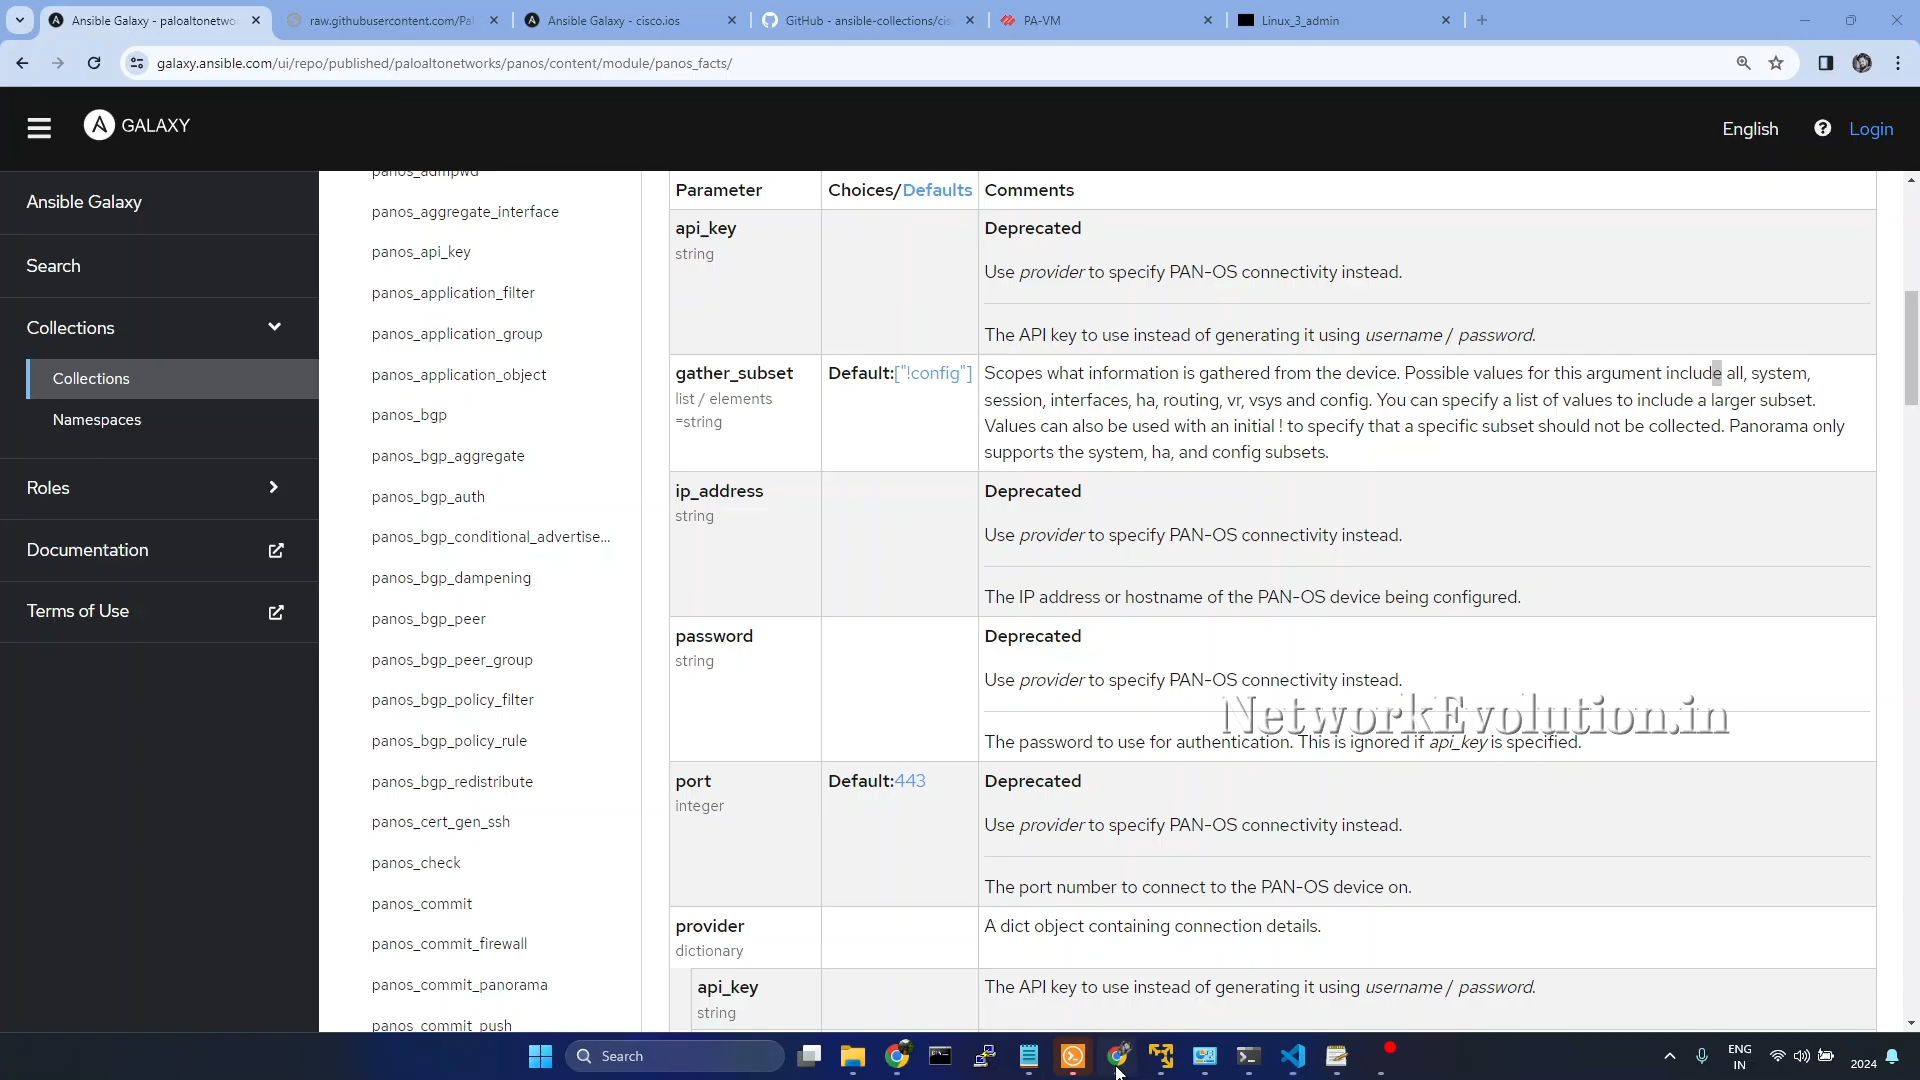 Ansible Galaxy - paloaltonetwo
raw.githubusercontent.com/Pal
Ansible Galaxy - cisco.ios
GitHub - ansible-collections/cis
PA-VM
Linux_3_admin
galaxy.ansible.com/ui/repo/published/paloaltonetworks/panos/content/module/panos_facts/
GALAXY
English
Login
Ansible Galaxy
Search
Collections
Collections
Namespaces
Roles
Documentation
Terms of Use
panos_admpwd
panos_aggregate_interface
panos_api_key
panos_application_filter
panos_application_group
panos_application_object
panos_bgp
panos_bgp_aggregate
panos_bgp_auth
panos_bgp_conditional_advertise...
panos_bgp_dampening
panos_bgp_peer
panos_bgp_peer_group
panos_bgp_policy_filter
panos_bgp_policy_rule
panos_bgp_redistribute
panos_cert_gen_ssh
panos_check
panos_commit
panos_commit_firewall
panos_commit_panorama
panos_commit_push
Parameter Choices/Defaults Comments
api_key
string
Deprecated
Use provider to specify PAN-OS connectivity instead.
The API key to use instead of generating it using username / password.
gather_subset
list / elements
=string
Default:["!config"]
Scopes what information is gathered from the device. Possible values for this argument include all, system,
session, interfaces, ha, routing, vr, vsys and config. You can specify a list of values to include a larger subset.
Values can also be used with an initial ! to specify that a specific subset should not be collected. Panorama only
supports the system, ha, and config subsets.
ip_address
string
Deprecated
Use provider to specify PAN-OS connectivity instead.
The IP address or hostname of the PAN-OS device being configured.
password
string
Deprecated
Use provider to specify PAN-OS connectivity instead.
NetworkEvolution.in
The password to use for authentication. This is ignored if api_key is specified.
port
integer
Default:443
Deprecated
Use provider to specify PAN-OS connectivity instead.
The port number to connect to the PAN-OS device on.
provider
dictionary
A dict object containing connection details.
api_key
string
The API key to use instead of generating it using username / password.
Search
ENG
IN
2024